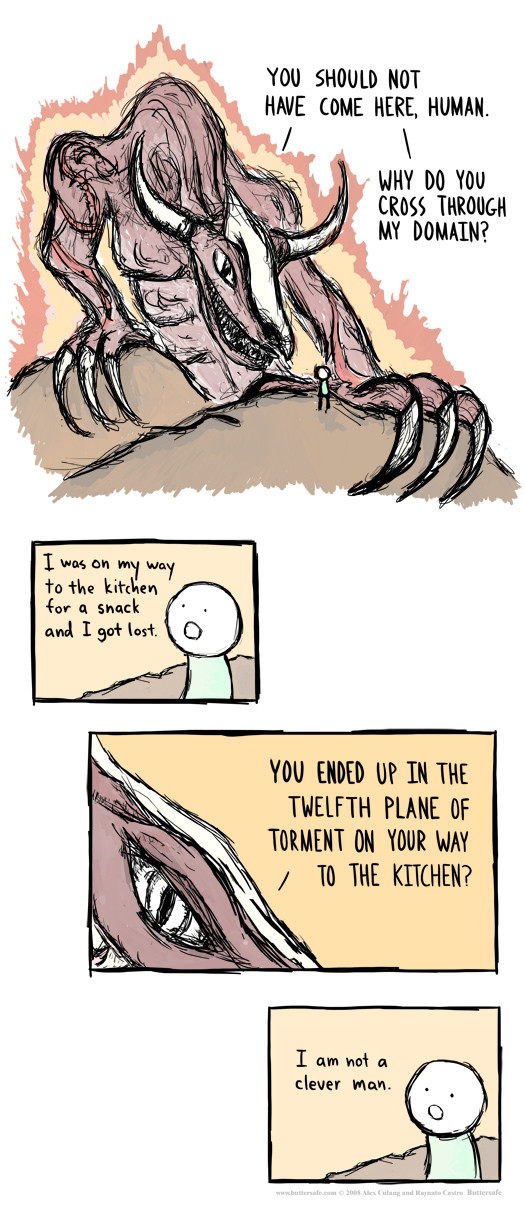 YOU SHOULD NOT
HAVE COME HERE, HUMAN.
WHY DO YOU
CROSS THROUGH
MY DOMAIN?
I was on my way
to the kitchen
for a snack
and I got lost.
YOU ENDED UP IN THE
TWELFTH PLANE OF
TORMENT ON YOUR WAY
TO THE KITCHEN?
I am not a
clever man.
www.buttersafe.com © 2008 Alex Culang and Raynato Castro Buttersafe